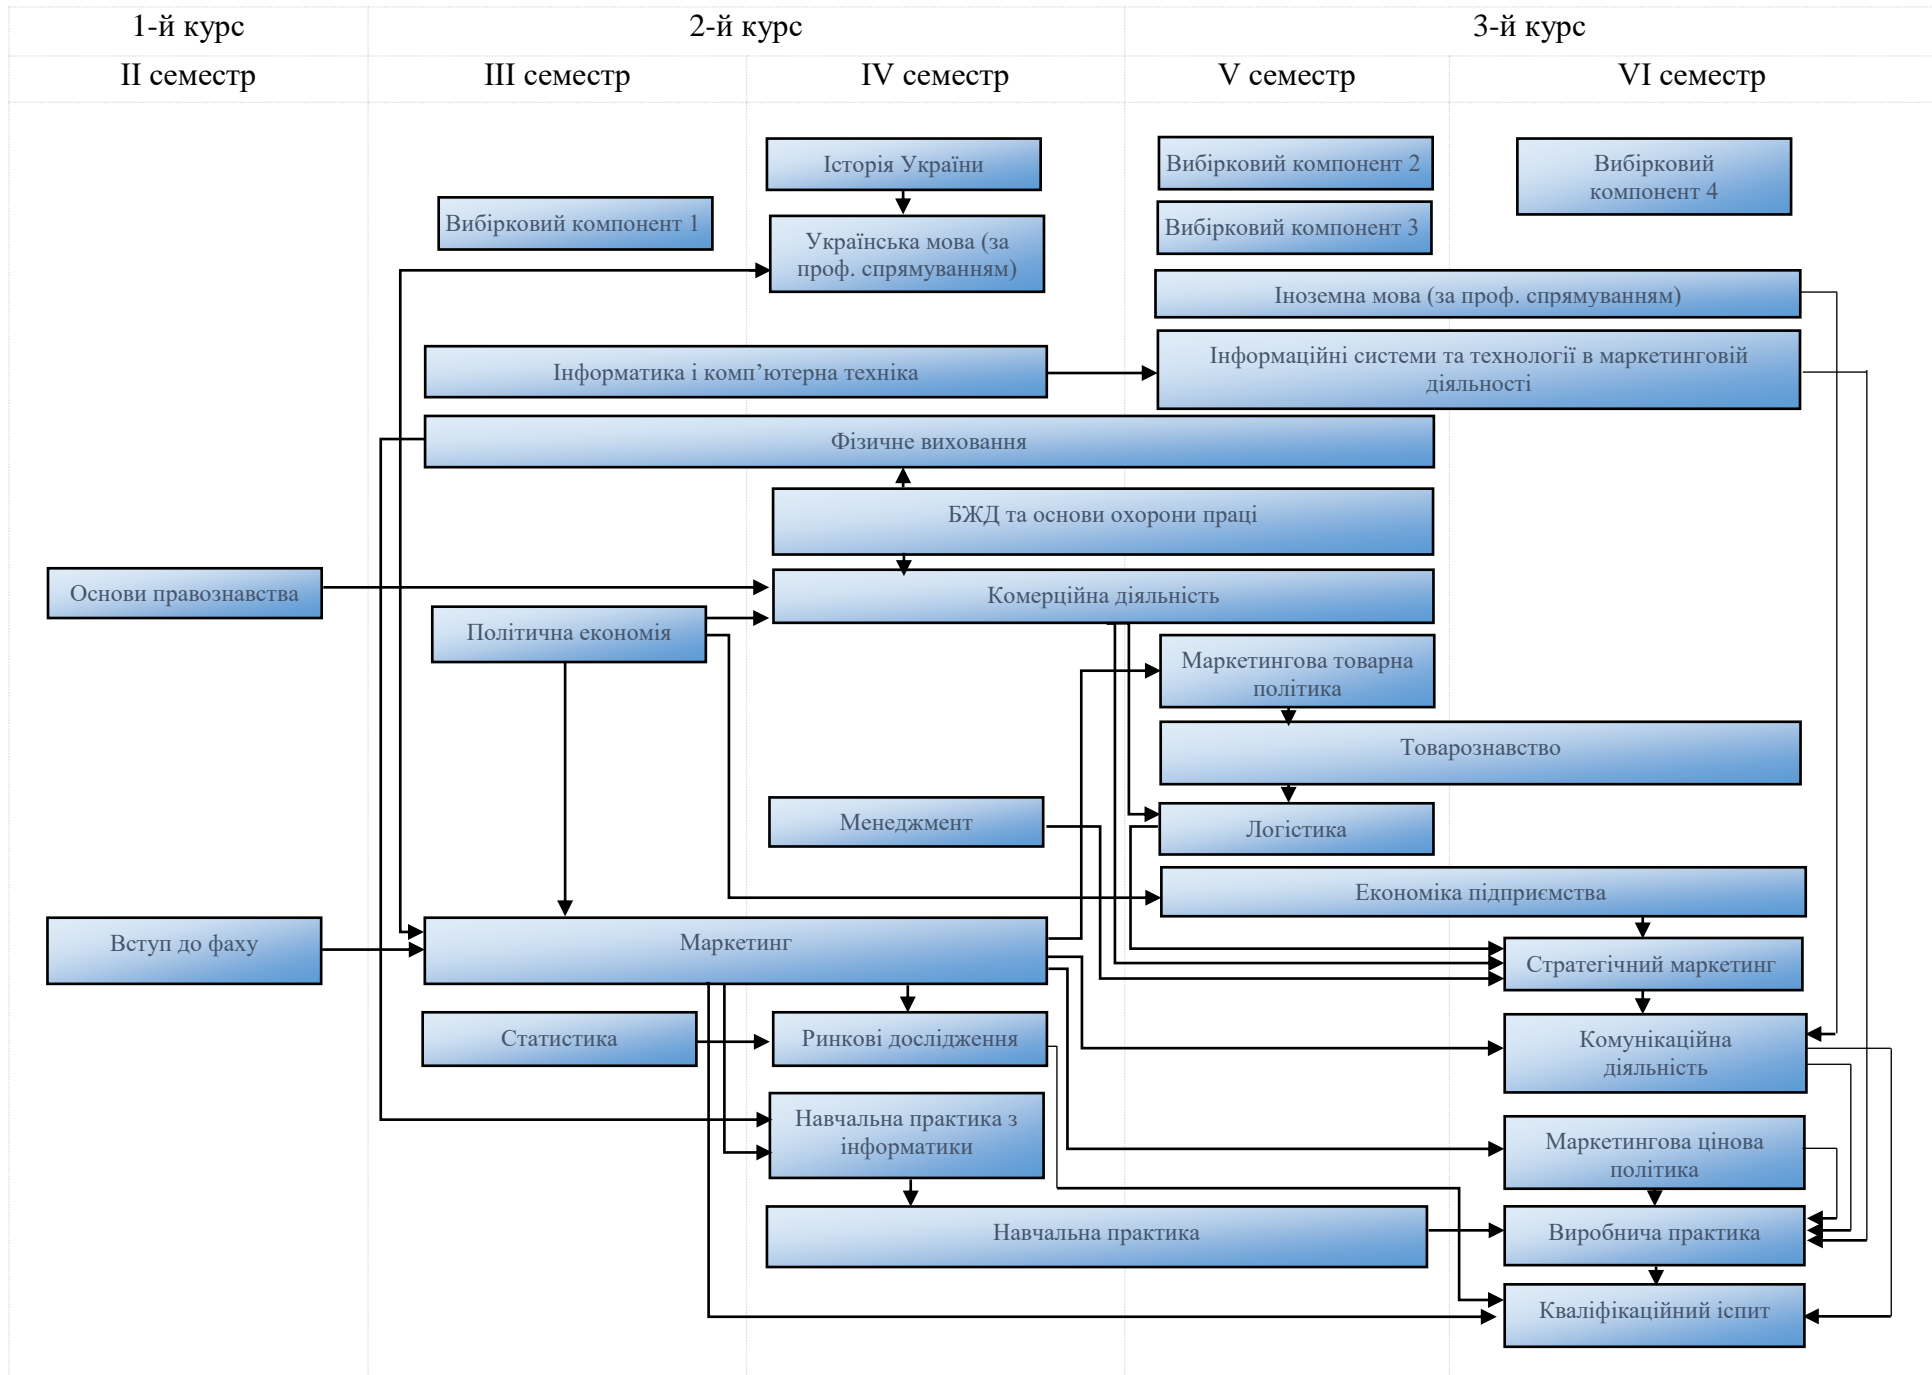 1-й курс
2-й курс
3-й курс
II семестр
III семестр
IV семестр
V семестр
VI семестр
Історія України
Вибірковий компонент 2
Вибірковий
компонент 4
Вибірковий компонент 1
Українська мова (за
проф. спрямуванням)
Вибірковий компонент 3
Іноземна мова (за проф. спрямуванням)
Інформатика і комп’ютерна техніка
Інформаційні системи та технології в маркетинговій
діяльності
Фізичне виховання
БЖД та основи охорони праці
Основи правознавства
Комерційна діяльність
Політична економія
Маркетингова товарна
політика
Товарознавство
Менеджмент
Логістика
Економіка підприємства
Вступ до фаху
Маркетинг
Стратегічний маркетинг
Статистика
Ринкові дослідження
Комунікаційна
діяльність
Навчальна практика з
інформатики
Маркетингова цінова
політика
Навчальна практика
Виробнича практика
Кваліфікаційний іспит